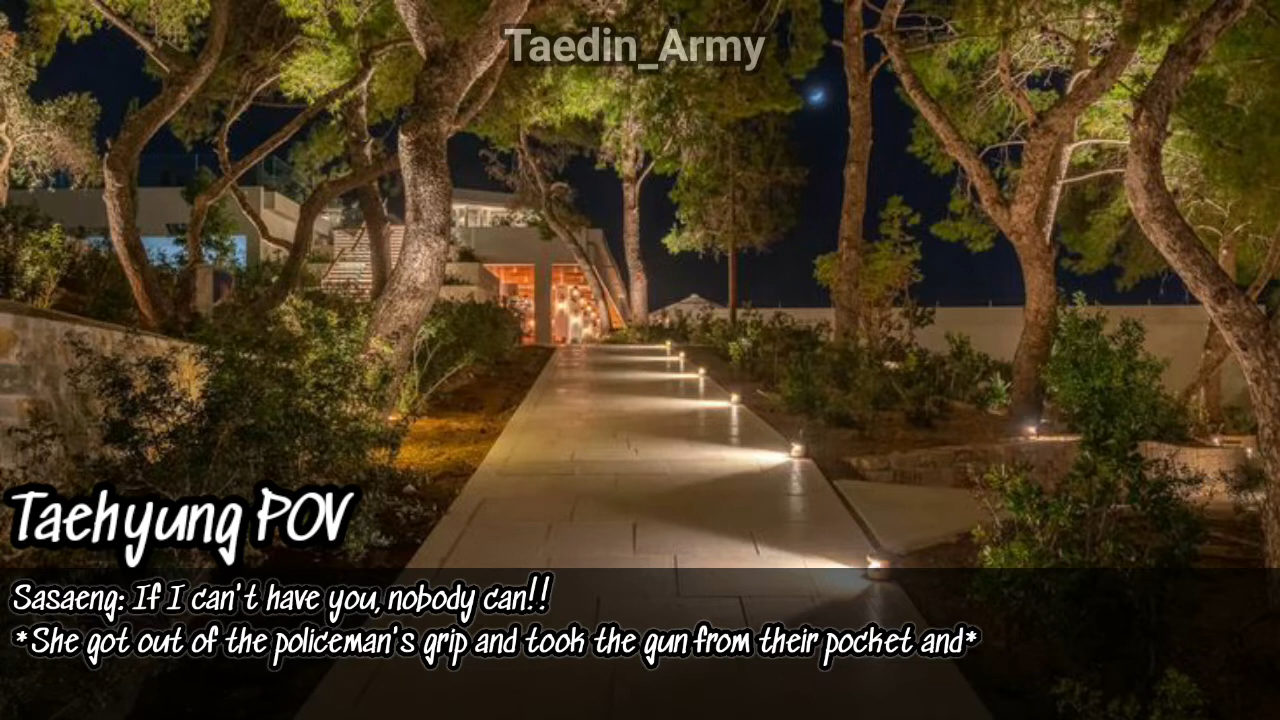 Taedin_Army
Taehyung POV
Sasaeng: If I can't have you, nobody can!!
*She got out of the policeman's grip and took the gun from their pocket and*